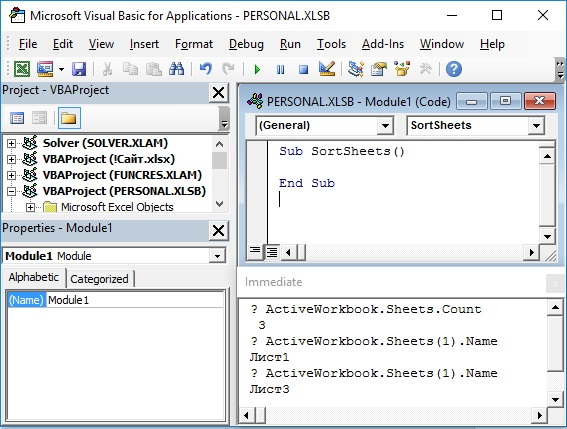 Microsoft Visual Basic for Applications - PERSONAL.XLSB
File Edit View Insert Format Debug Run Tools Add-Ins Window Help
Project - VBAProject
Solver (SOLVER.XLAM)
VBAProject (!Сайт.xlsx)
VBAProject (FUNCRES.XLAM)
VBAProject (PERSONAL.XLSB)
Microsoft Excel Objects
Properties - Module1
Module1 Module
Alphabetic Categorized
(Name) Module1
PERSONAL.XLSB - Module1 (Code)
(General) SortSheets
Sub SortSheets()
End Sub
Immediate
? ActiveWorkbook.Sheets.Count
3
? ActiveWorkbook.Sheets(1).Name
Лист1
? ActiveWorkbook.Sheets(1).Name
Лист3